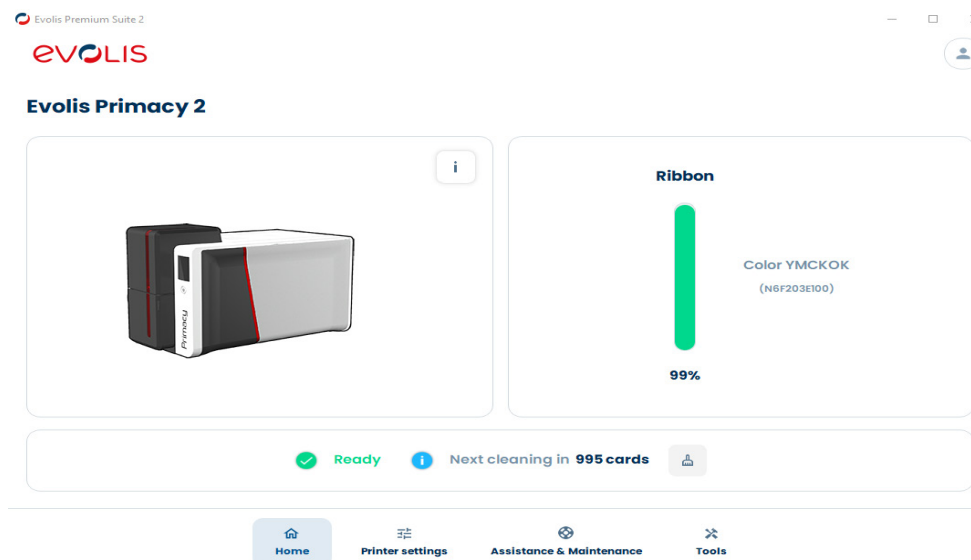 Evolis Premium Suite 2
evolis
Evolis Primacy 2
i
Primacy
Ribbon
Color YMCKOK
(N6F203E100)
99%
Ready
i
Next cleaning in 995 cards
Home
Printer settings
Assistance & Maintenance
Tools